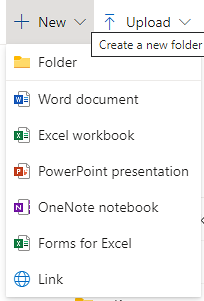 New Upload
Create a new folder
Folder
Word document
Excel workbook
PowerPoint presentation
OneNote notebook
Forms for Excel
Link